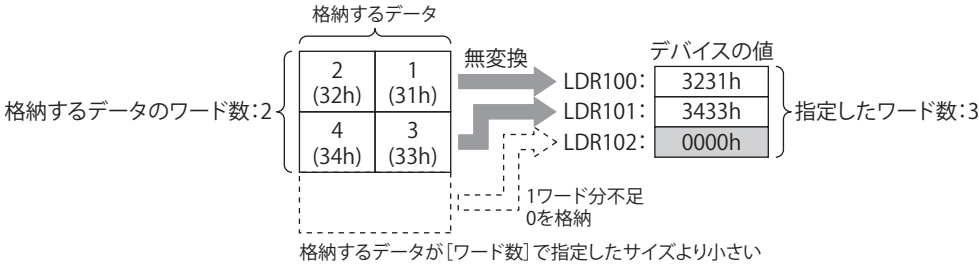 格納するデータ
デバイスの値
無変換
2 1
(32h) (31h)
4 3
(34h) (33h)
格納するデータのワード数：2
LDR100： 3231h
LDR101： 3433h
LDR102： 0000h
指定したワード数：3
1ワード分不足
0を格納
格納するデータが［ワード数］で指定したサイズより小さい